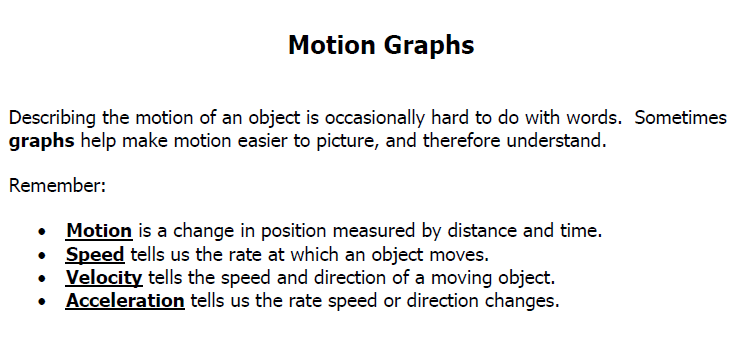 Motion Graphs
Describing the motion of an object is occasionally hard to do with words.  Sometimes
graphs help make motion easier to picture, and therefore understand.
Remember:
• Motion is a change in position measured by distance and time.
• Speed tells us the rate at which an object moves.
• Velocity tells the speed and direction of a moving object.
• Acceleration tells us the rate speed or direction changes.